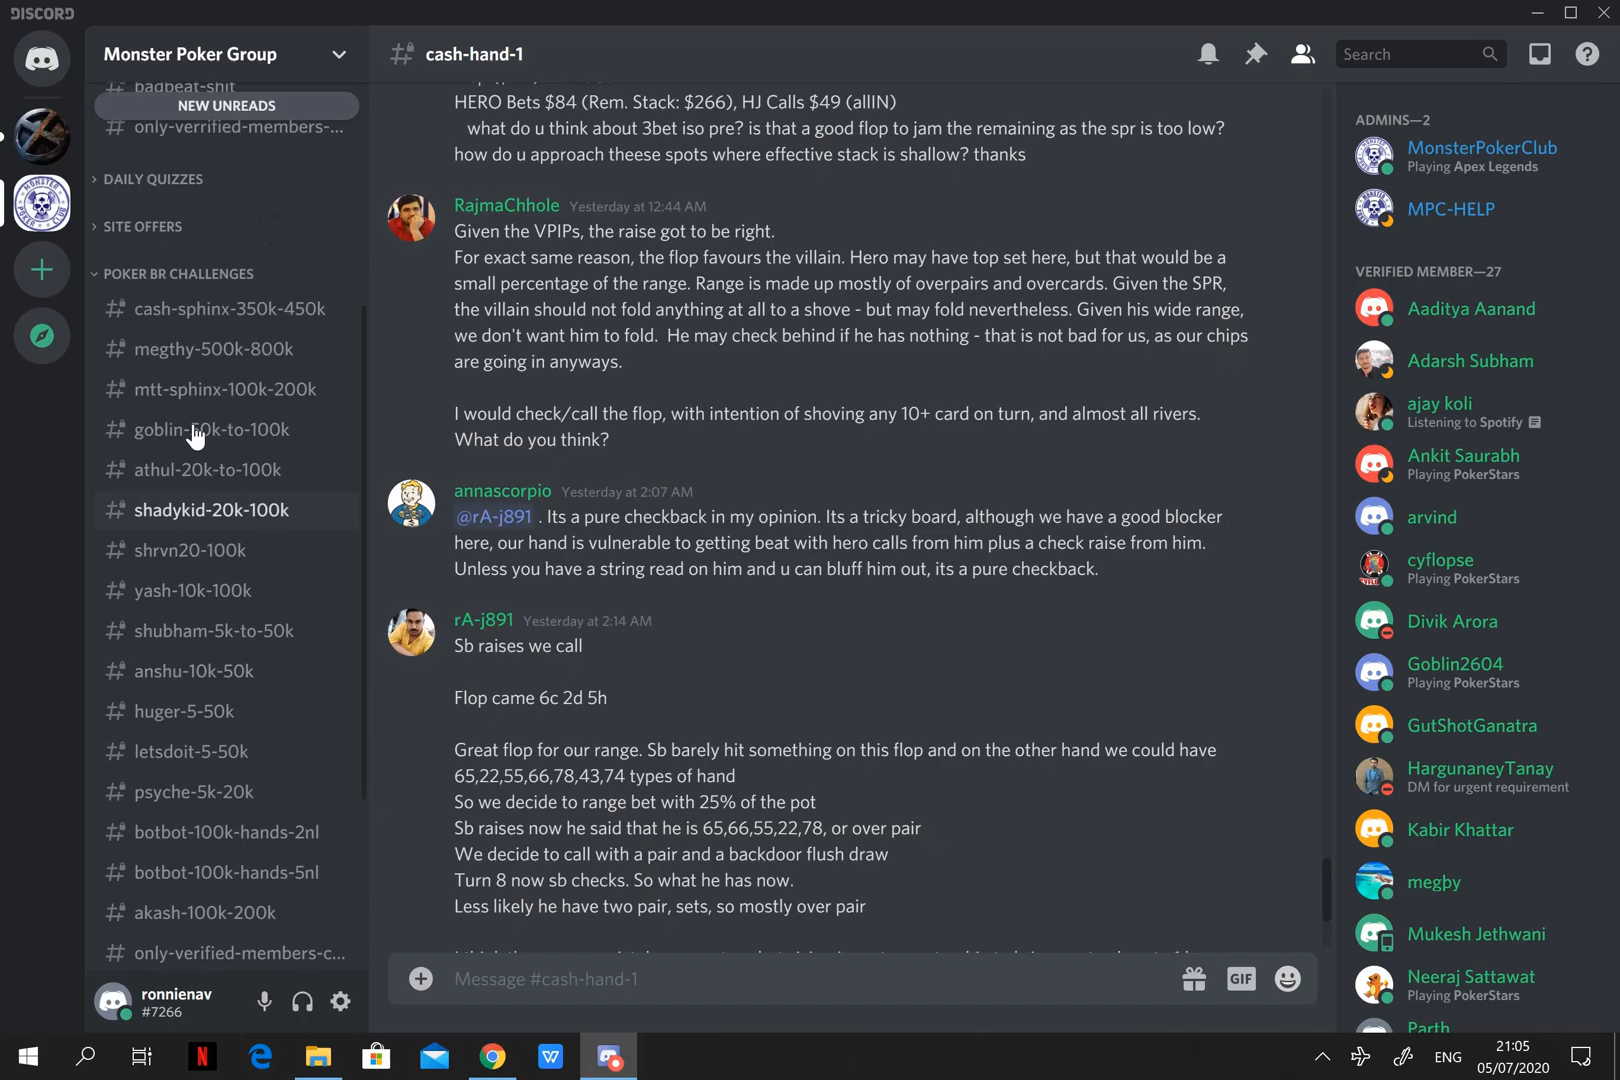 DISCORD
Monster Poker Group
badbeat-shit
NEW UNREADS
only-verrified-members-...
DAILY QUIZZES
SITE OFFERS
POKER BR CHALLENGES
cash-sphinx-350k-450k
megthy-500k-800k
mtt-sphinx-100k-200k
goblin-50k-to-100k
athul-20k-to-100k
shadykid-20k-100k
shrvn20-100k
yash-10k-100k
shubham-5k-to-50k
anshu-10k-50k
huger-5-50k
letsdoit-5-50k
psyche-5k-20k
botbot-100k-hands-2nl
botbot-100k-hands-5nl
akash-100k-200k
only-verified-members-c...
ronnienav
#7266
cash-hand-1
Search
HERO Bets $84 (Rem. Stack: $266), HJ Calls $49 (allIN)
what do u think about 3bet iso pre? is that a good flop to jam the remaining as the spr is too low?
how do u approach theese spots where effective stack is shallow? thanks
RajmaChhole Yesterday at 12:44 AM
Given the VPIPs, the raise got to be right.
For exact same reason, the flop favours the villain. Hero may have top set here, but that would be a
small percentage of the range. Range is made up mostly of overpairs and overcards. Given the SPR,
the villain should not fold anything at all to a shove - but may fold nevertheless. Given his wide range,
we don't want him to fold.  He may check behind if he has nothing - that is not bad for us, as our chips
are going in anyways.
I would check/call the flop, with intention of shoving any 10+ card on turn, and almost all rivers.
What do you think?
annascorpio Yesterday at 2:07 AM
@rA-j891 . Its a pure checkback in my opinion. Its a tricky board, although we have a good blocker
here, our hand is vulnerable to getting beat with hero calls from him plus a check raise from him.
Unless you have a string read on him and u can bluff him out, its a pure checkback.
rA-j891 Yesterday at 2:14 AM
Sb raises we call
Flop came 6c 2d 5h
Great flop for our range. Sb barely hit something on this flop and on the other hand we could have
65,22,55,66,78,43,74 types of hand
So we decide to range bet with 25% of the pot
Sb raises now he said that he is 65,66,55,22,78, or over pair
We decide to call with a pair and a backdoor flush draw
Turn 8 now sb checks. So what he has now.
Less likely he have two pair, sets, so mostly over pair
Message #cash-hand-1
GIF
ADMINS—2
MonsterPokerClub
Playing Apex Legends
MPC-HELP
VERIFIED MEMBER—27
Aaditya Aanand
Adarsh Subham
ajay koli
Listening to Spotify
Ankit Saurabh
Playing PokerStars
arvind
cyflopse
Playing PokerStars
Divik Arora
Goblin2604
Playing PokerStars
GutShotGanatra
HargunaneyTanay
DM for urgent requirement
Kabir Khattar
megþy
Mukesh Jethwani
Neeraj Sattawat
Playing PokerStars
Parth
ENG
21:05
05/07/2020